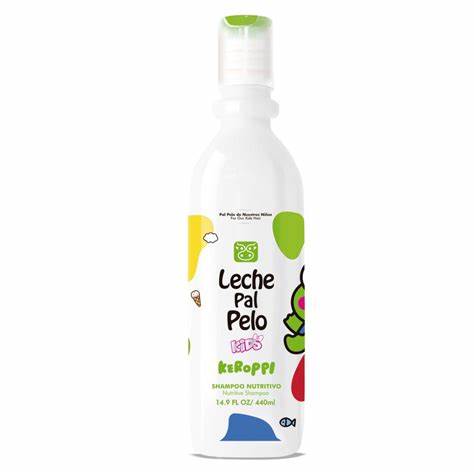 Pal Pelo de Nuestros Niños
For Our Kids Hair
Leche
Pal
Pelo
KIDS
KEROPPI
SHAMPOO NUTRITIVO
Nutritive Shampoo
14.9 FL OZ/ 440ml